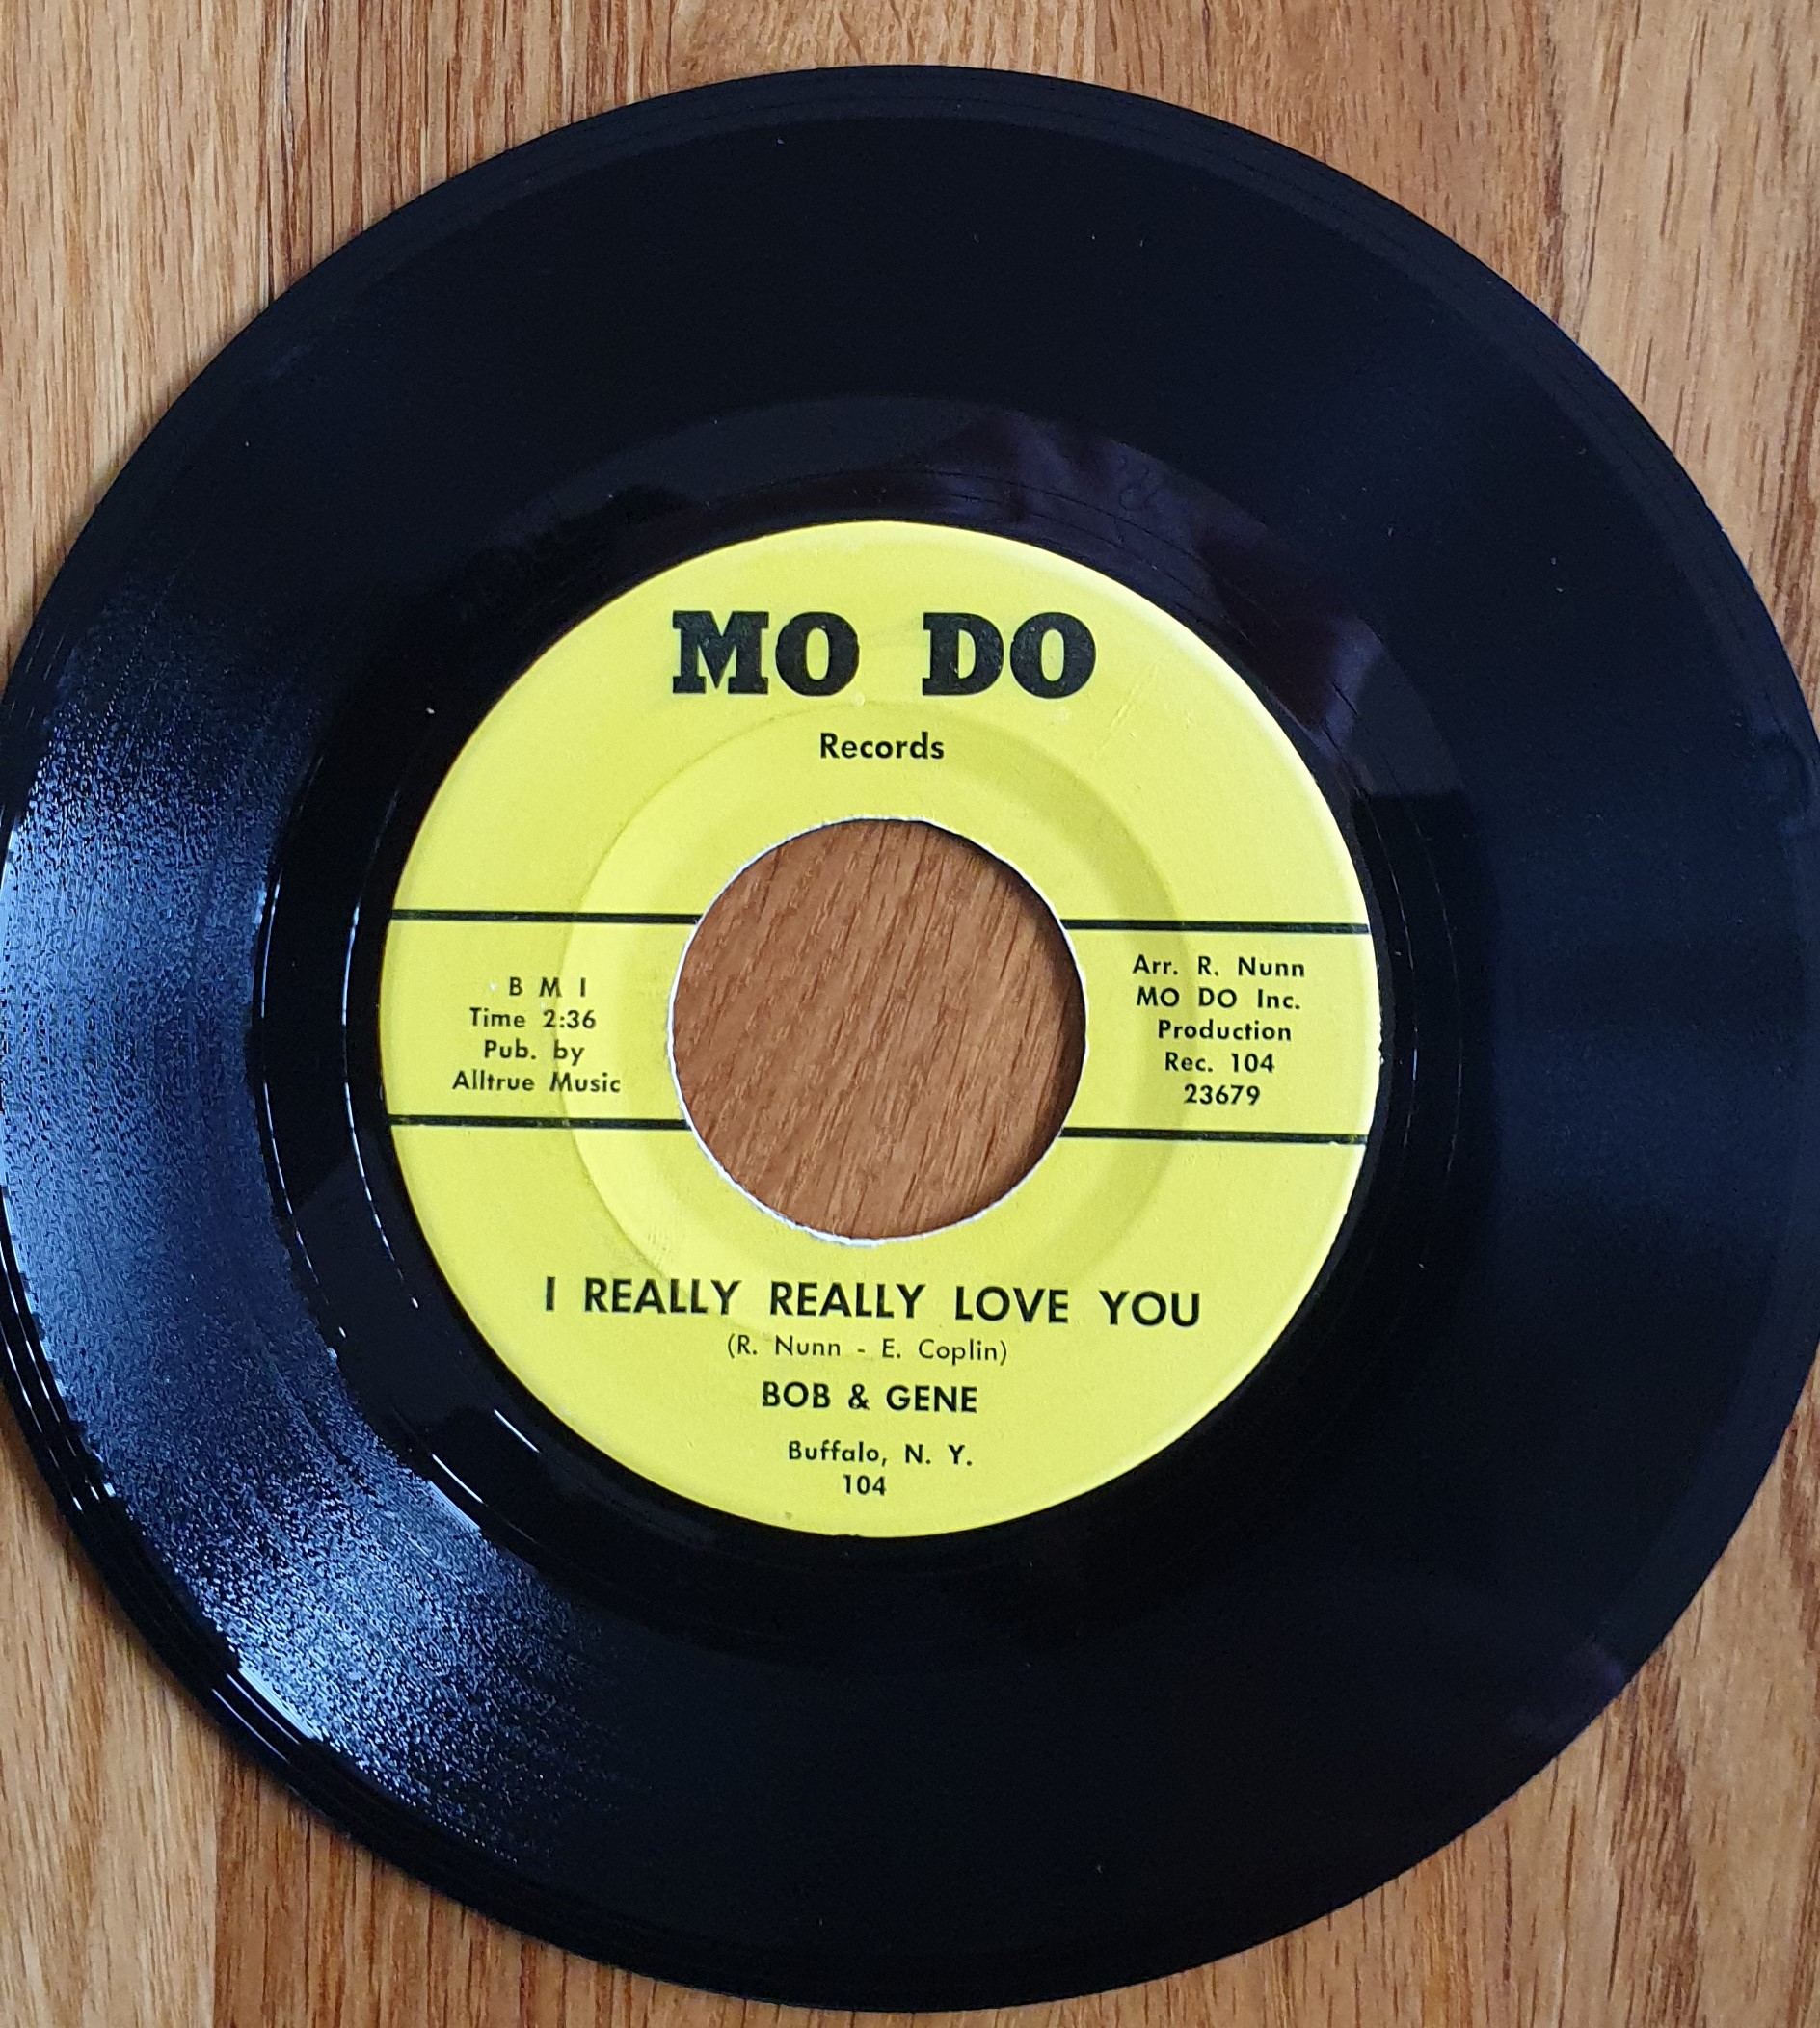 MO DO
Records
B M I
Time 2:36
Pub. by
Alltrue Music
Arr. R. Nunn
MO DO Inc.
Production
Rec. 104
23679
I REALLY REALLY LOVE YOU
(R. Nunn - E. Coplin)
BOB & GENE
Buffalo, N. Y.
104